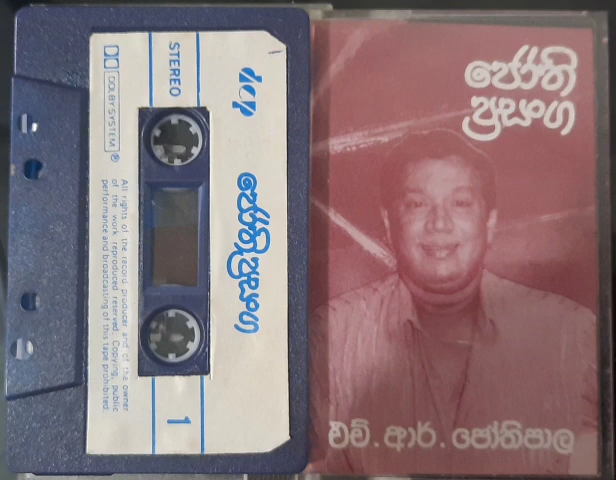 dcp
STEREO
DOLBY SYSTEM ®
ජෝති ප්‍රසංග
All rights of the record producer and of the owner
of the work reproduced reserved. Copying, public
performance and broadcasting of this tape prohibited.
1
ජෝති
ප්‍රසංග
එච්. ආර්. ජෝතිපාල